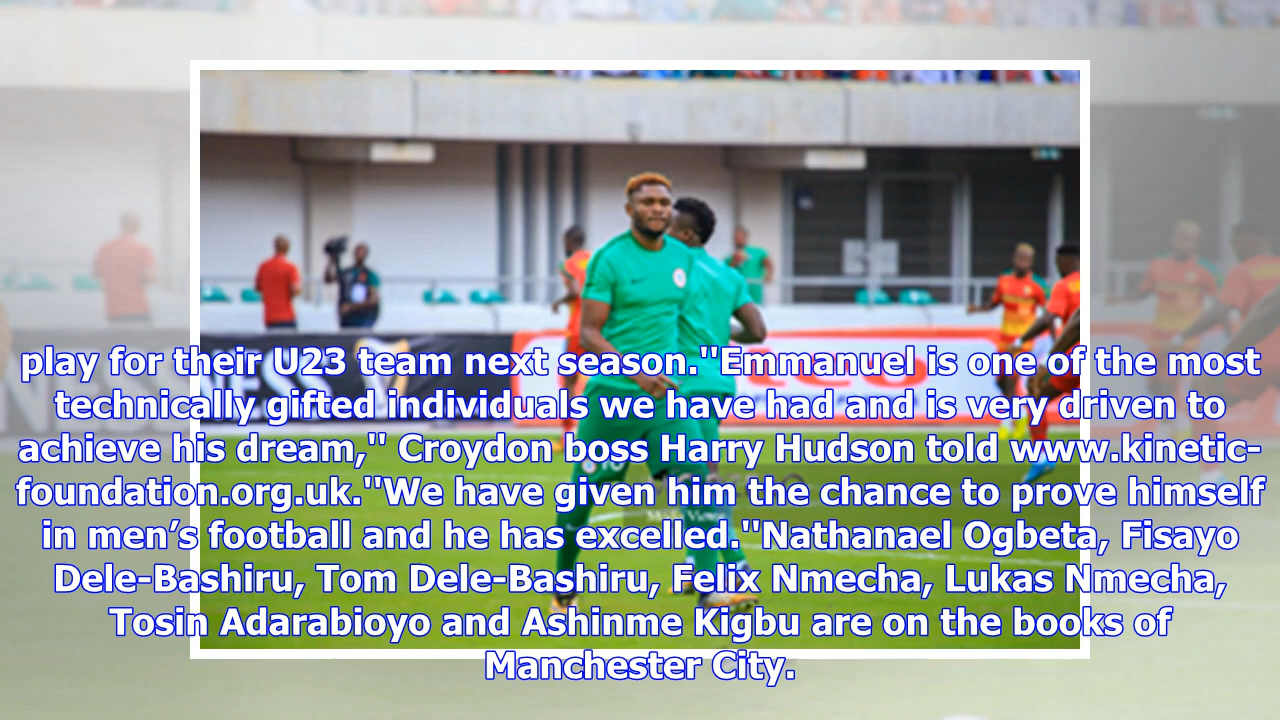 play for their U23 team next season.''Emmanuel is one of the most
technically gifted individuals we have had and is very driven to
achieve his dream,'' Croydon boss Harry Hudson told www.kinetic-
foundation.org.uk.''We have given him the chance to prove himself
in men’s football and he has excelled.''Nathanael Ogbeta, Fisayo
Dele-Bashiru, Tom Dele-Bashiru, Felix Nmecha, Lukas Nmecha,
Tosin Adarabioyo and Ashinme Kigbu are on the books of
Manchester City.